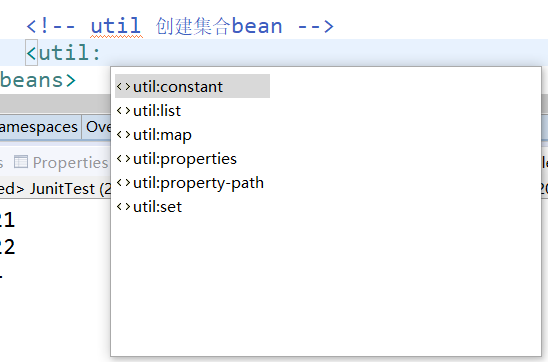 <!-- util 创建集合bean -->
<util:
beans>
util:constant
util:list
util:map
util:properties
util:property-path
util:set
amespaces Ove
s Properties
ed> JunitTest (2
20
21
22